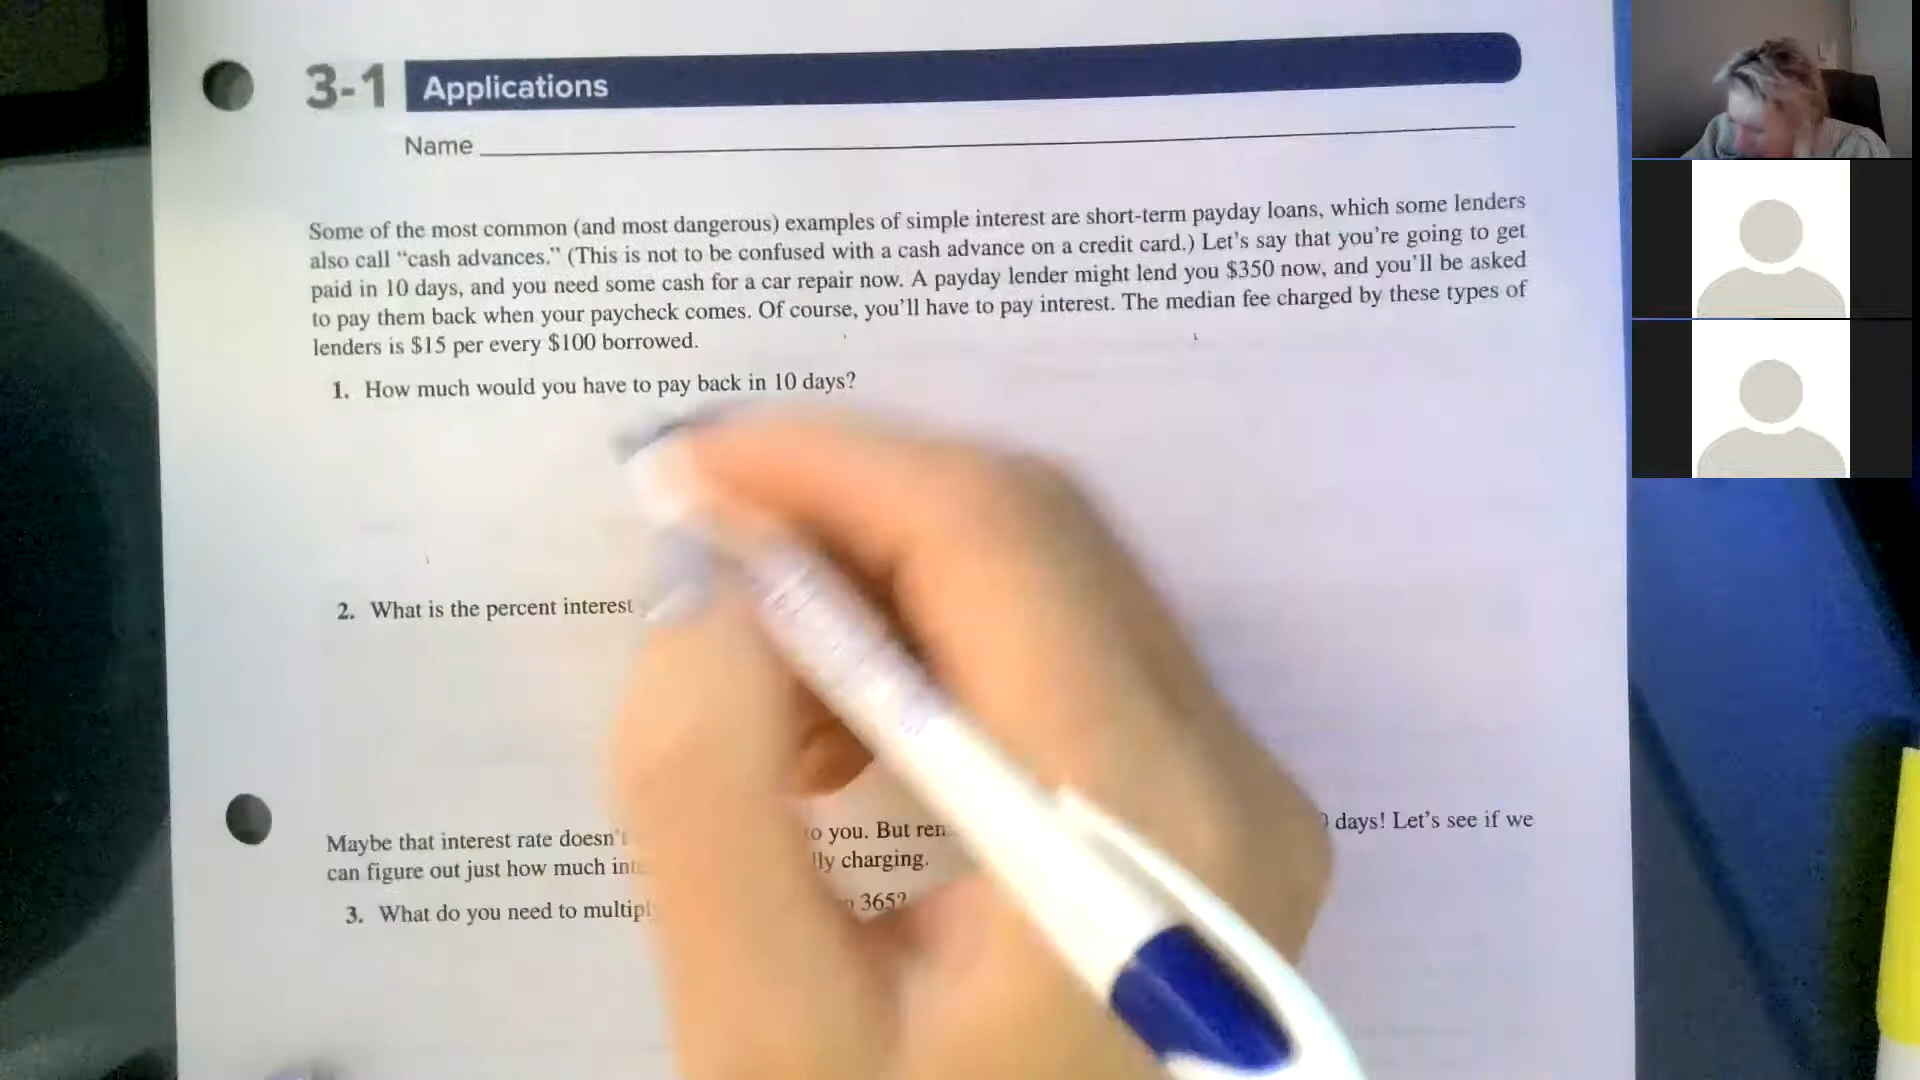 3-1 Applications
Name
Some of the most common (and most dangerous) examples of simple interest are short-term payday loans, which some lenders
also call “cash advances.” (This is not to be confused with a cash advance on a credit card.) Let’s say that you’re going to get
paid in 10 days, and you need some cash for a car repair now. A payday lender might lend you $350 now, and you’ll be asked
to pay them back when your paycheck comes. Of course, you’ll have to pay interest. The median fee charged by these types of
lenders is $15 per every $100 borrowed.
1. How much would you have to pay back in 10 days?
2. What is the percent interest
Maybe that interest rate doesn’t to you. But days! Let’s see if we
can figure out just how much charging.
3. What do you need to 365?